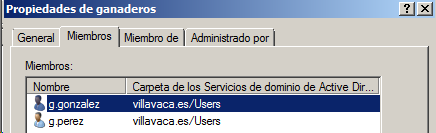 Propiedades de ganaderos
General Miembros Miembro de Administrado por
Miembros:
Nombre Carpeta de los Servicios de dominio de Active Dir...
g.gonzalez villavaca.es/Users
g.perez villavaca.es/Users